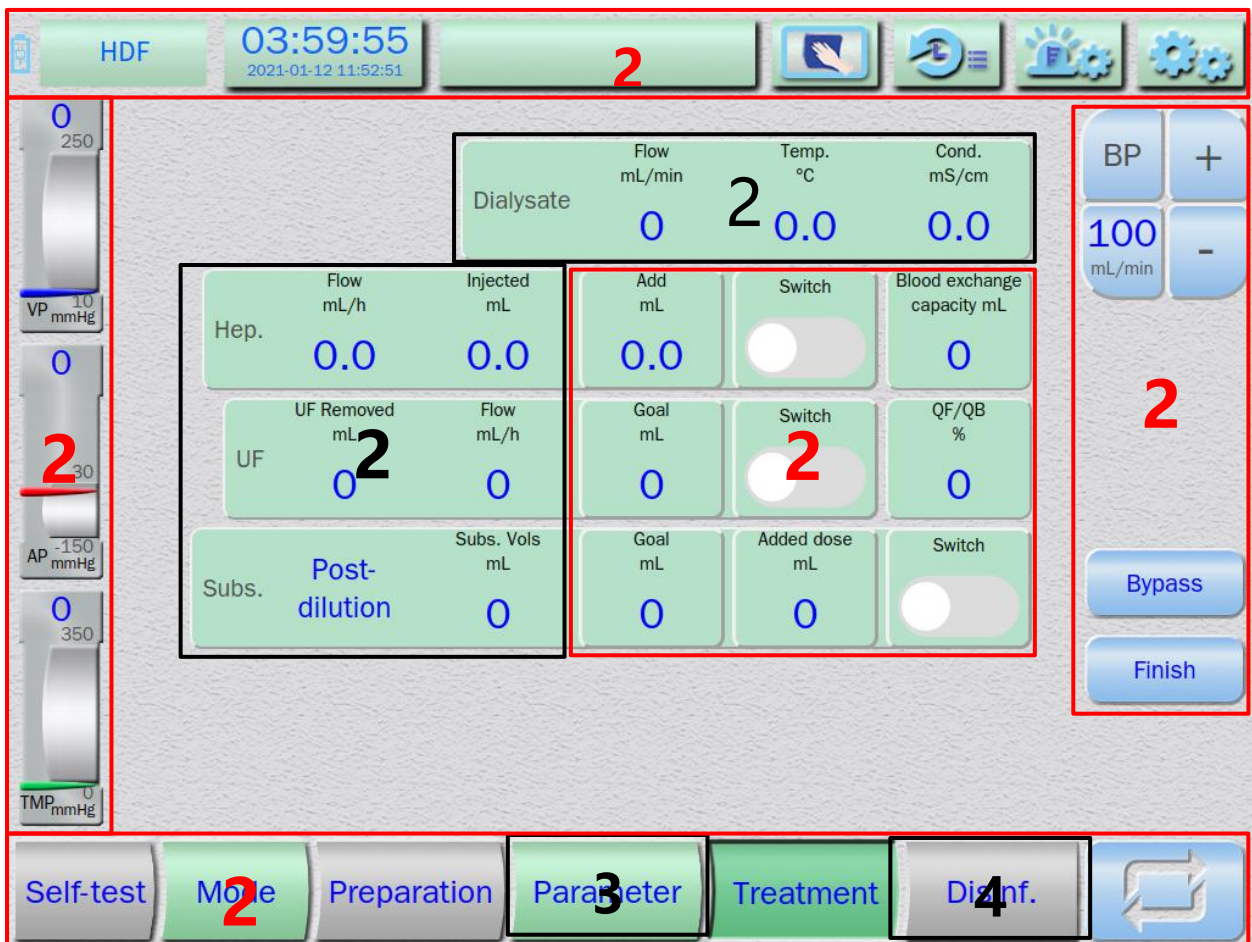 HDF
03:59:55
2021-01-12 11:52:51
2
F
0
250
10
VP mmHg
0
30
-150
AP mmHg
0
350
0
TMP mmHg
2
Dialysate
Flow
mL/min
0
Temp.
°C
0.0
Cond.
mS/cm
0.0
2
Hep.
Flow
mL/h
0.0
Injected
mL
0.0
Add
mL
0.0
Switch
Blood exchange
capacity mL
0
UF
UF Removed
mL
0
Flow
mL/h
0
2
Goal
mL
0
Switch
2
QF/QB
%
0
Subs.
Post-
dilution
Subs. Vols
mL
0
Goal
mL
0
Added dose
mL
0
Switch
BP
+
100
mL/min
-
2
Bypass
Finish
Self-test
Mode
2
Preparation
Parameter
3
Treatment
Disinf.
4